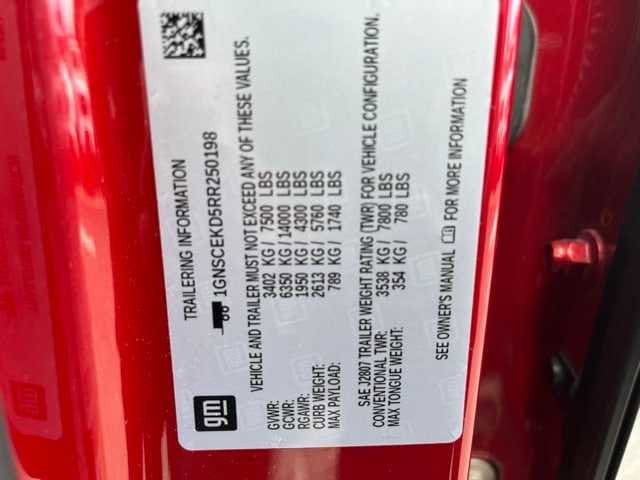 TRAILERING INFORMATION
1GNSCEKD5RR250198
VEHICLE AND TRAILER MUST NOT EXCEED ANY OF THESE VALUES.
GVWR: 3402 KG / 7500 LBS
GCWR: 6350 KG / 14000 LBS
RGAWR: 1950 KG / 4300 LBS
CURB WEIGHT: 2613 KG / 5760 LBS
MAX PAYLOAD: 789 KG / 1740 LBS
SAE J2807 TRAILER WEIGHT RATING (TWR) FOR VEHICLE CONFIGURATION.
CONVENTIONAL TWR: 3538 KG / 7800 LBS
MAX TONGUE WEIGHT: 354 KG / 780 LBS
SEE OWNER'S MANUAL FOR MORE INFORMATION
gm